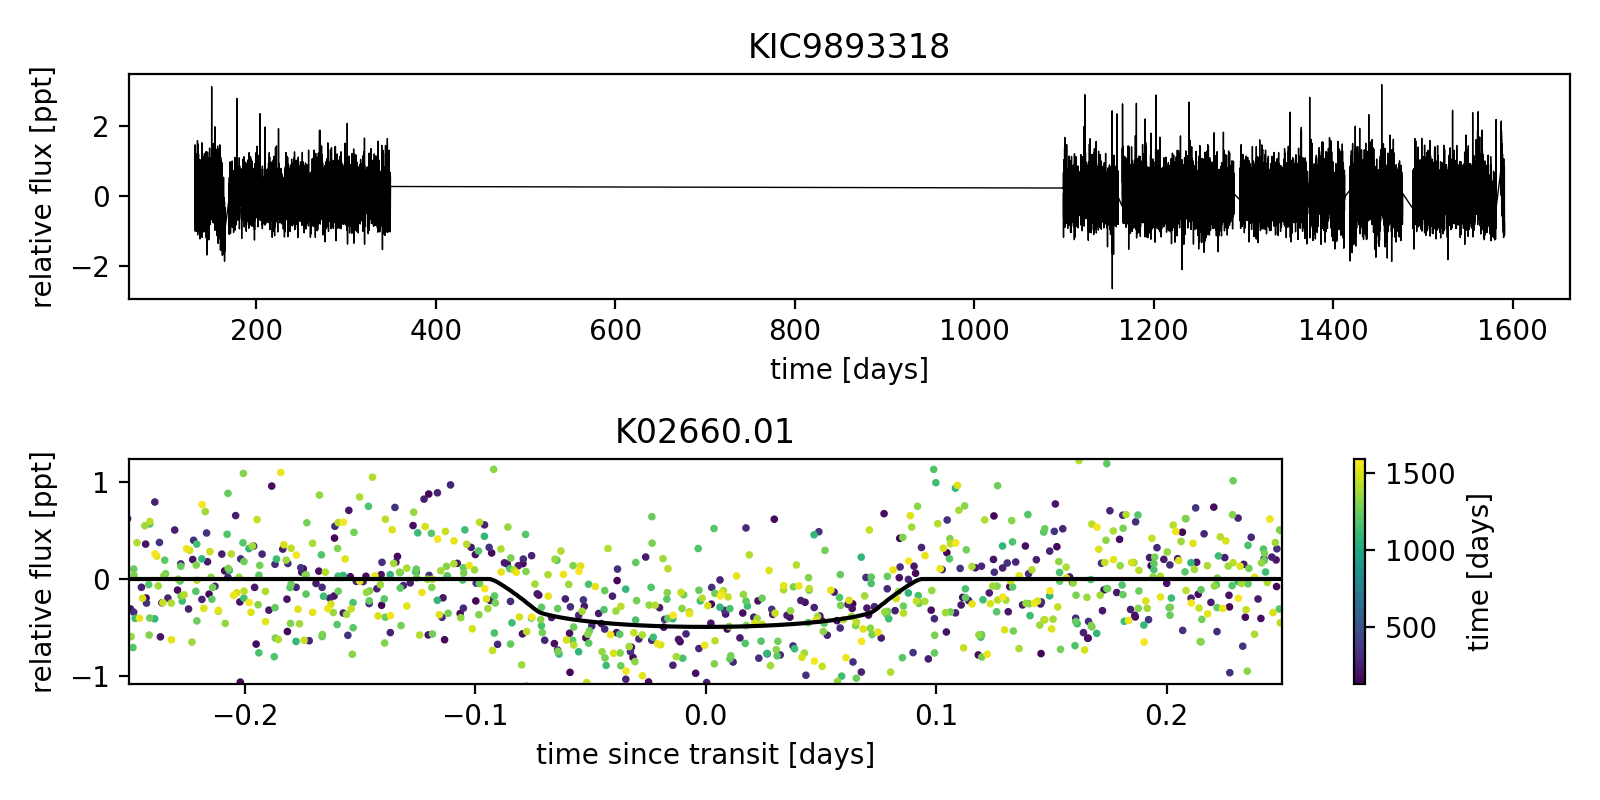 KIC9893318
relative flux [ppt]
2
0
−2
200 400 600 800 1000 1200 1400 1600
time [days]
K02660.01
relative flux [ppt]
1
0
−1
−0.2 −0.1 0.0 0.1 0.2
time since transit [days]
1500
1000
500
time [days]